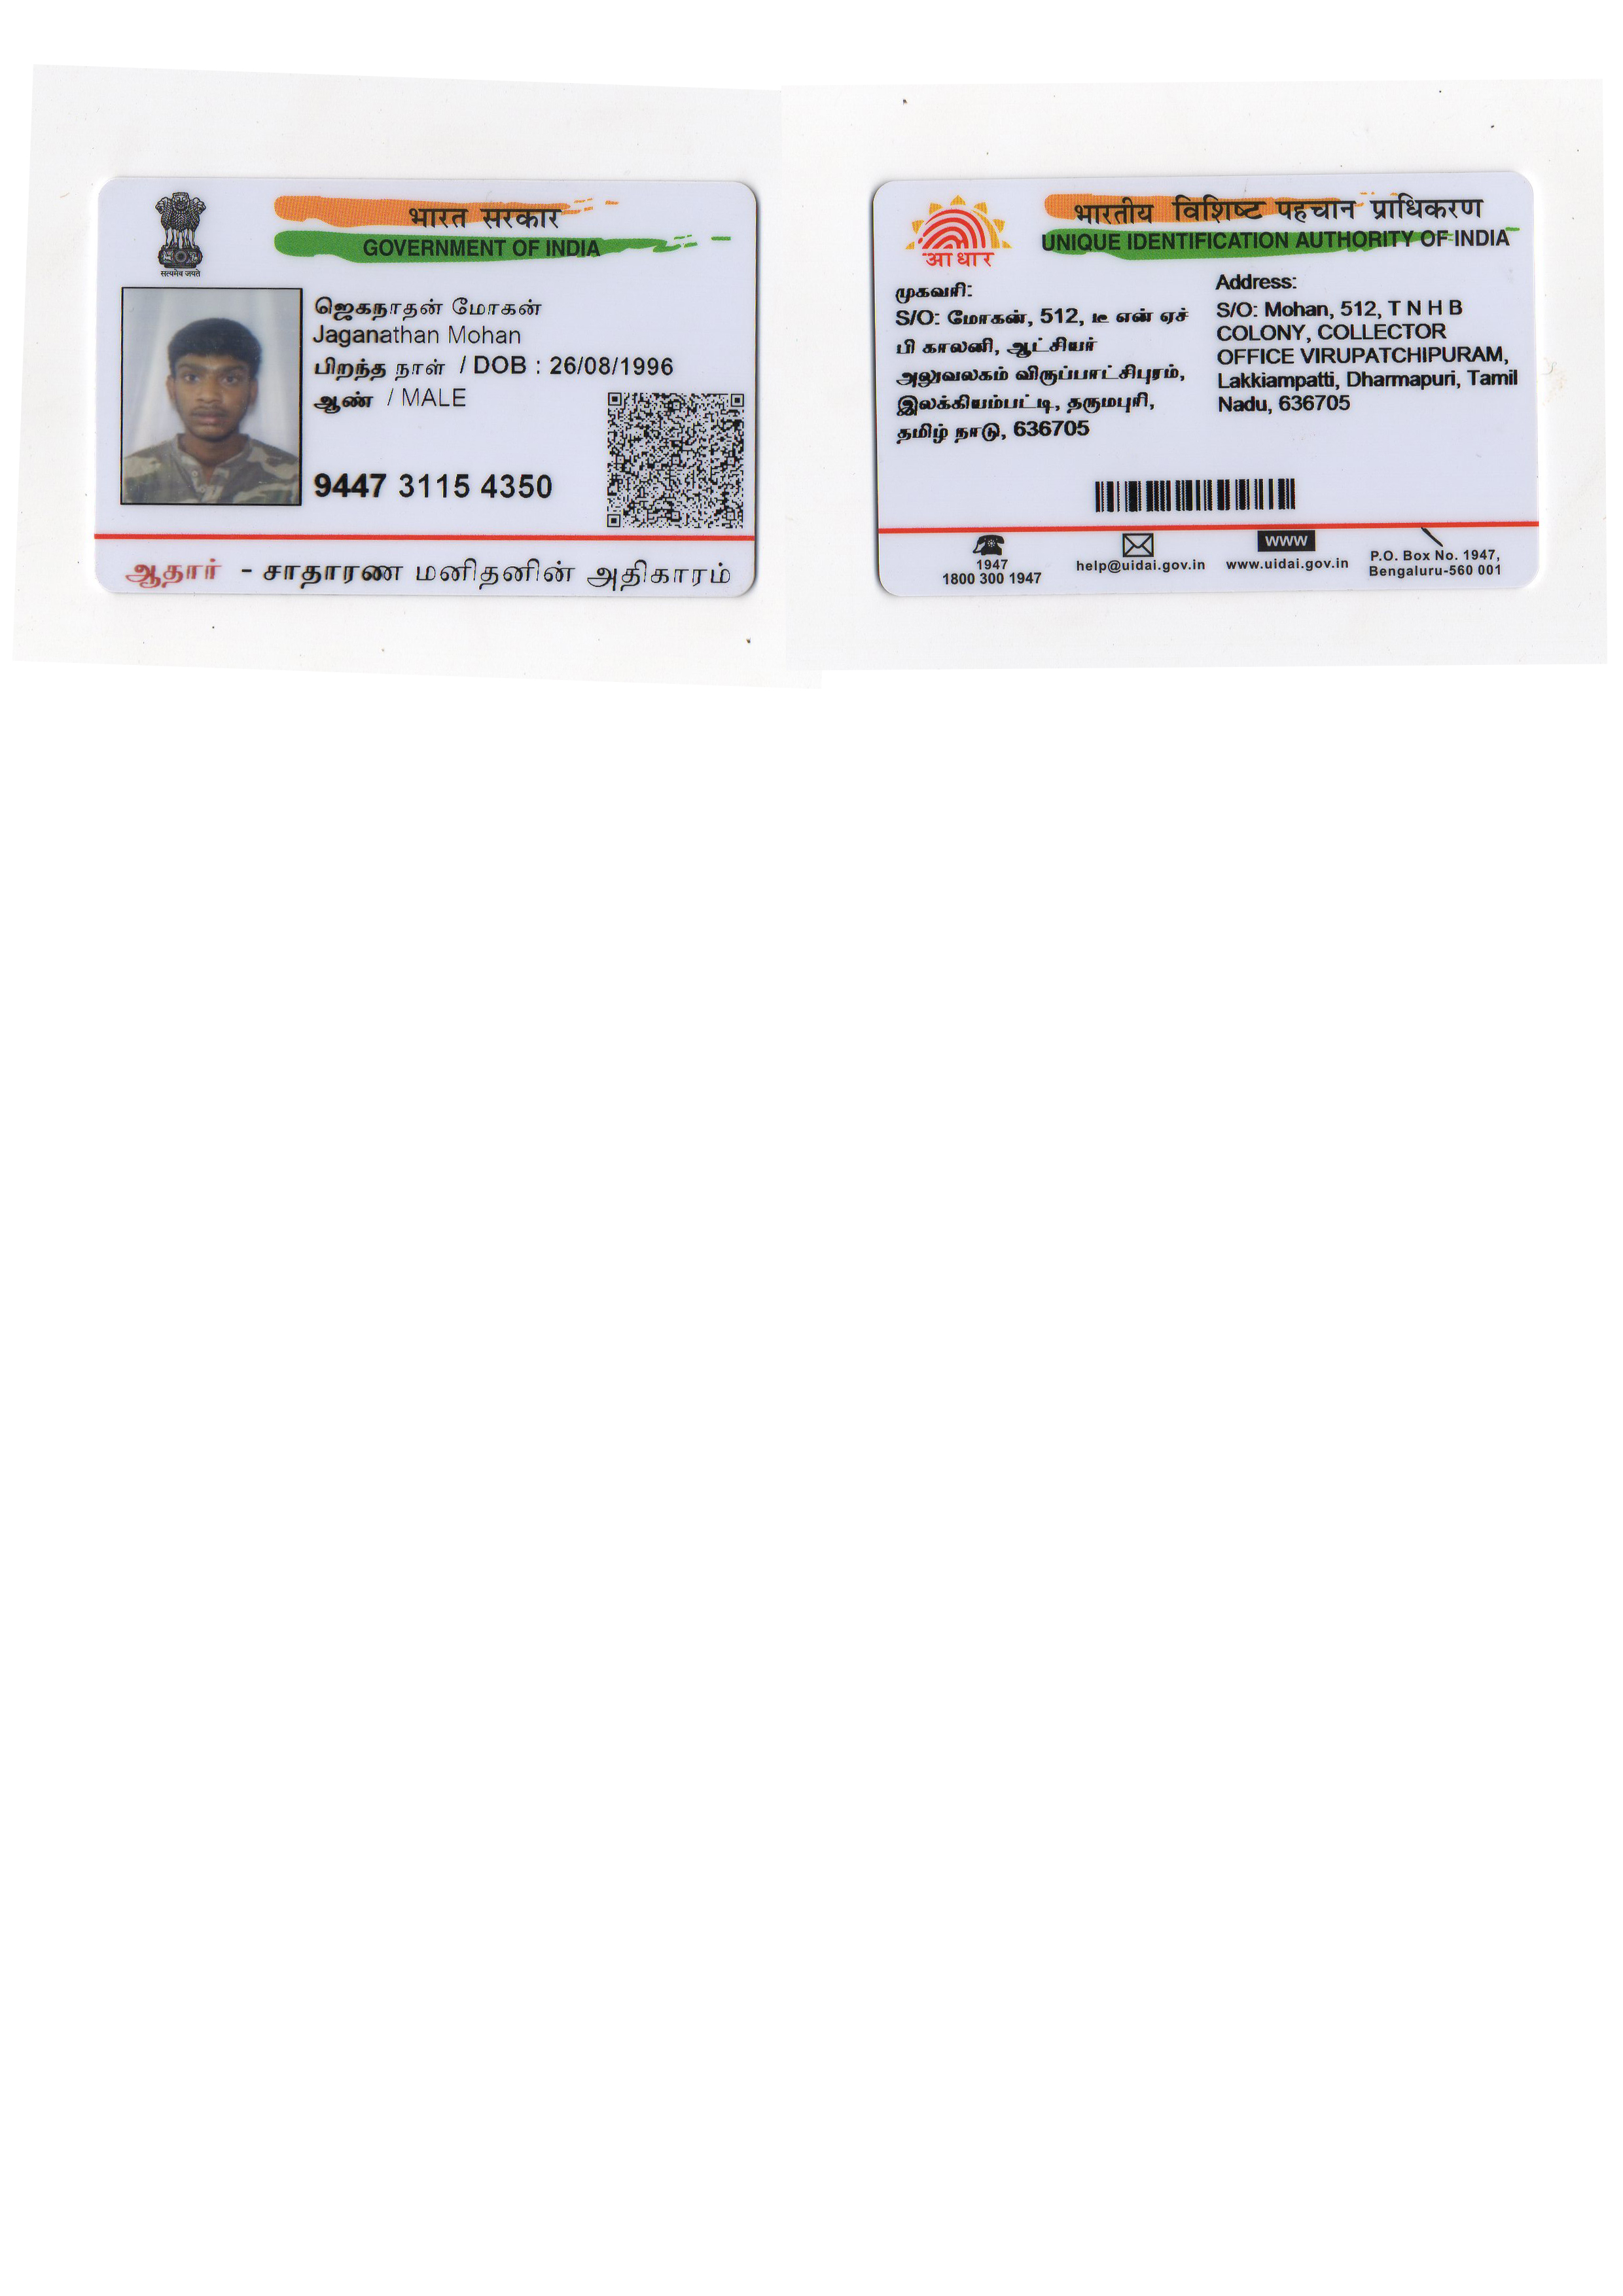 भारत सरकार
GOVERNMENT OF INDIA
सत्यमेव जयते
ஜெகநாதன் மோகன்
Jaganathan Mohan
பிறந்த நாள் / DOB : 26/08/1996
ஆண் / MALE
9447 3115 4350
ஆதார் - சாதாரண மனிதனின் அதிகாரம்
भारतीय विशिष्ट पहचान प्राधिकरण
UNIQUE IDENTIFICATION AUTHORITY OF INDIA
आधार
முகவரி:
S/O: மோகன், 512, டீ என் ஏச்
பி காலனி, ஆட்சியர்
அலுவலகம் விருப்பாட்சிபுரம்,
இலக்கியம்பட்டி, தருமபுரி,
தமிழ் நாடு, 636705
Address:
S/O: Mohan, 512, T N H B
COLONY, COLLECTOR
OFFICE VIRUPATCHIPURAM,
Lakkiampatti, Dharmapuri, Tamil
Nadu, 636705
1947
1800 300 1947
help@uidai.gov.in
WWW
www.uidai.gov.in
P.O. Box No. 1947,
Bengaluru-560 001